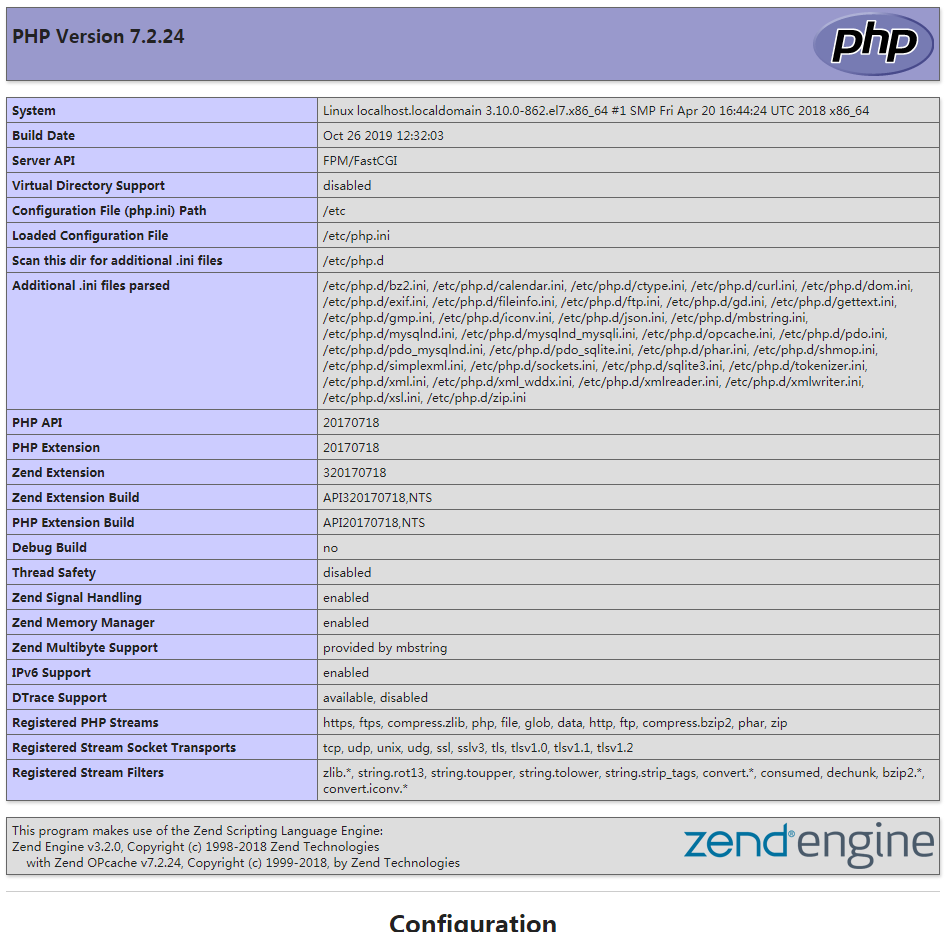 PHP Version 7.2.24
php
System Linux localhost.localdomain 3.10.0-862.el7.x86_64 #1 SMP Fri Apr 20 16:44:24 UTC 2018 x86_64
Build Date Oct 26 2019 12:32:03
Server API FPM/FastCGI
Virtual Directory Support disabled
Configuration File (php.ini) Path /etc
Loaded Configuration File /etc/php.ini
Scan this dir for additional .ini files /etc/php.d
Additional .ini files parsed /etc/php.d/bz2.ini, /etc/php.d/calendar.ini, /etc/php.d/ctype.ini, /etc/php.d/curl.ini, /etc/php.d/dom.ini,
/etc/php.d/exif.ini, /etc/php.d/fileinfo.ini, /etc/php.d/ftp.ini, /etc/php.d/gd.ini, /etc/php.d/gettext.ini,
/etc/php.d/gmp.ini, /etc/php.d/iconv.ini, /etc/php.d/json.ini, /etc/php.d/mbstring.ini,
/etc/php.d/mysqlnd.ini, /etc/php.d/mysqlnd_mysqli.ini, /etc/php.d/opcache.ini, /etc/php.d/pdo.ini,
/etc/php.d/pdo_mysqlnd.ini, /etc/php.d/pdo_sqlite.ini, /etc/php.d/phar.ini, /etc/php.d/shmop.ini,
/etc/php.d/simplexml.ini, /etc/php.d/sockets.ini, /etc/php.d/sqlite3.ini, /etc/php.d/tokenizer.ini,
/etc/php.d/xml.ini, /etc/php.d/xml_wddx.ini, /etc/php.d/xmlreader.ini, /etc/php.d/xmlwriter.ini,
/etc/php.d/xsl.ini, /etc/php.d/zip.ini
PHP API 20170718
PHP Extension 20170718
Zend Extension 320170718
Zend Extension Build API320170718,NTS
PHP Extension Build API20170718,NTS
Debug Build no
Thread Safety disabled
Zend Signal Handling enabled
Zend Memory Manager enabled
Zend Multibyte Support provided by mbstring
IPv6 Support enabled
DTrace Support available, disabled
Registered PHP Streams https, ftps, compress.zlib, php, file, glob, data, http, ftp, compress.bzip2, phar, zip
Registered Stream Socket Transports tcp, udp, unix, udg, ssl, sslv3, tls, tlsv1.0, tlsv1.1, tlsv1.2
Registered Stream Filters zlib.*, string.rot13, string.toupper, string.tolower, string.strip_tags, convert.*, consumed, dechunk, bzip2.*,
convert.iconv.*
This program makes use of the Zend Scripting Language Engine:
Zend Engine v3.2.0, Copyright (c) 1998-2018 Zend Technologies
with Zend OPcache v7.2.24, Copyright (c) 1999-2018, by Zend Technologies
zend® engine
Configuration